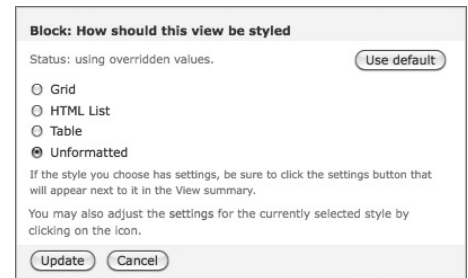 Block: How should this view be styled
Status: using overridden values. Use default
Grid
HTML List
Table
Unformatted
If the style you choose has settings, be sure to click the settings button that
will appear next to it in the View summary.
You may also adjust the settings for the currently selected style by
clicking on the icon.
Update Cancel